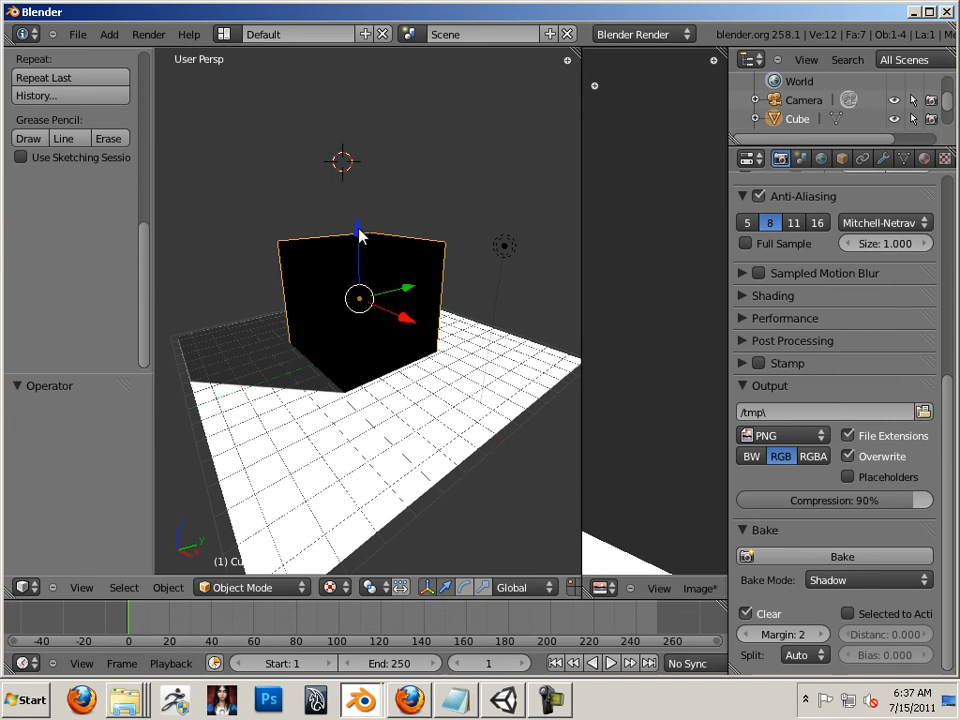 Blender
File Add Render Help Default Scene Blender Render blender.org 258.1 | Ve:12 | Fa:7 | Ob:1-4 | La:1 | Me
Repeat:
Repeat Last
History...
Grease Pencil:
Draw Line Erase
Use Sketching Sessio
Operator
User Persp
(1) Cu
View Select Object Object Mode Global
View Image*
View Search All Scenes
World
Camera
Cube
Anti-Aliasing
5 8 11 16 Mitchell-Netrav
Full Sample Size: 1.000
Sampled Motion Blur
Shading
Performance
Post Processing
Stamp
Output
/tmp\
PNG File Extensions
BW RGB RGBA Overwrite
Placeholders
Compression: 90%
Bake
Bake
Bake Mode: Shadow
Clear Selected to Acti
Margin: 2 Distanc: 0.000
Split: Auto Bias: 0.000
-40 -20 0 20 40 60 80 100 120 140 160 180 200 220 240 260
View Frame Playback Start: 1 End: 250 1 No Sync
Start Ps 6:37 AM
7/15/2011